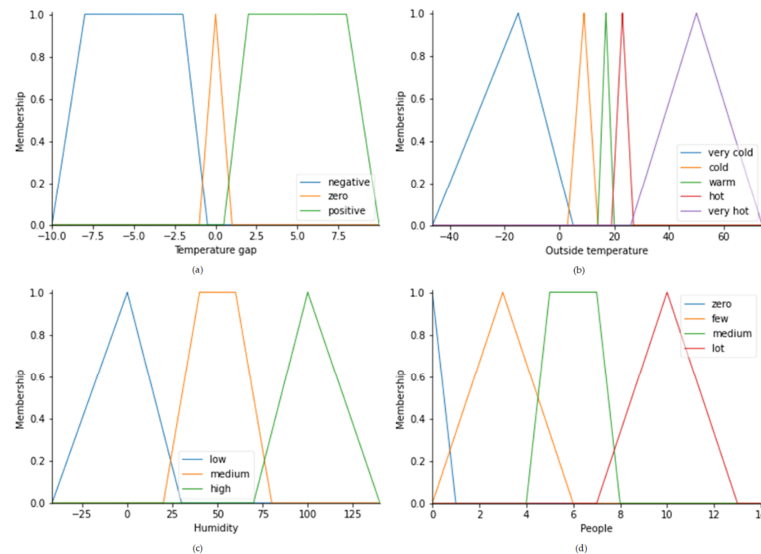 1.0
0.8
0.6
0.4
0.2
0.0
Membership
negative
zero
positive
−10.0 −7.5 −5.0 −2.5 0.0 2.5 5.0 7.5
Temperature gap
(a)
1.0
0.8
0.6
0.4
0.2
0.0
Membership
very cold
cold
warm
hot
very hot
−40 −20 0 20 40 60
Outside temperature
(b)
1.0
0.8
0.6
0.4
0.2
0.0
Membership
low
medium
high
−25 0 25 50 75 100 125
Humidity
(c)
1.0
0.8
0.6
0.4
0.2
0.0
Membership
zero
few
medium
lot
0 2 4 6 8 10 12 14
People
(d)